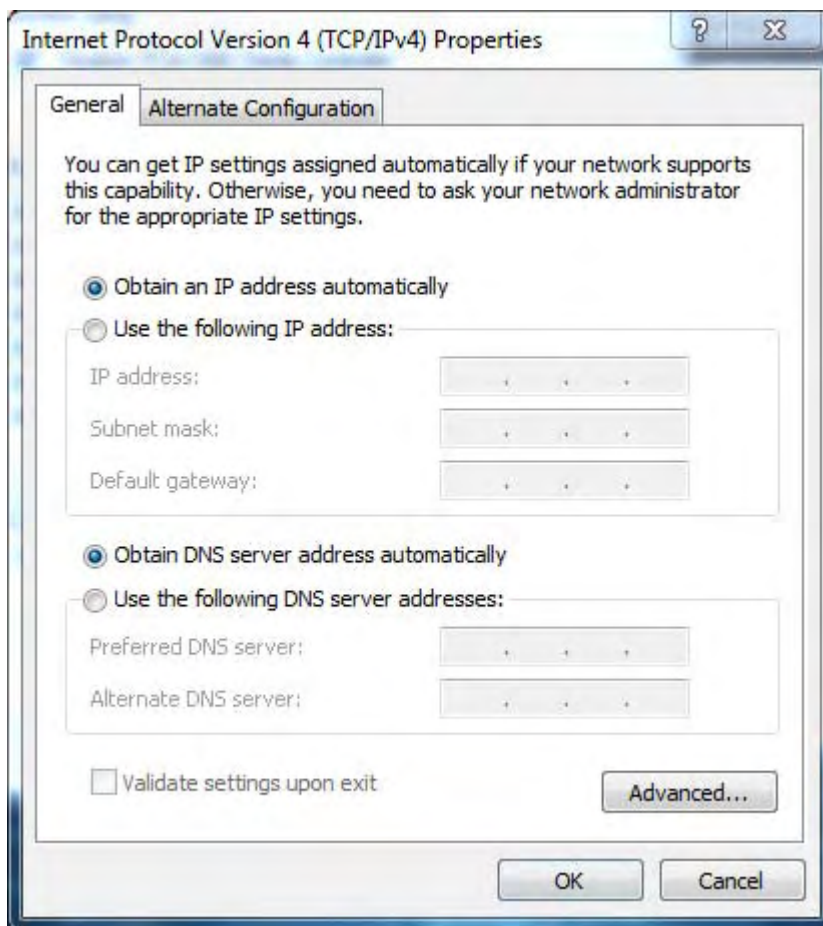 Internet Protocol Version 4 (TCP/IPv4) Properties
General
Alternate Configuration
You can get IP settings assigned automatically if your network supports
this capability. Otherwise, you need to ask your network administrator
for the appropriate IP settings.
Obtain an IP address automatically
Use the following IP address:
IP address:
Subnet mask:
Default gateway:
Obtain DNS server address automatically
Use the following DNS server addresses:
Preferred DNS server:
Alternate DNS server:
Validate settings upon exit
Advanced...
OK
Cancel